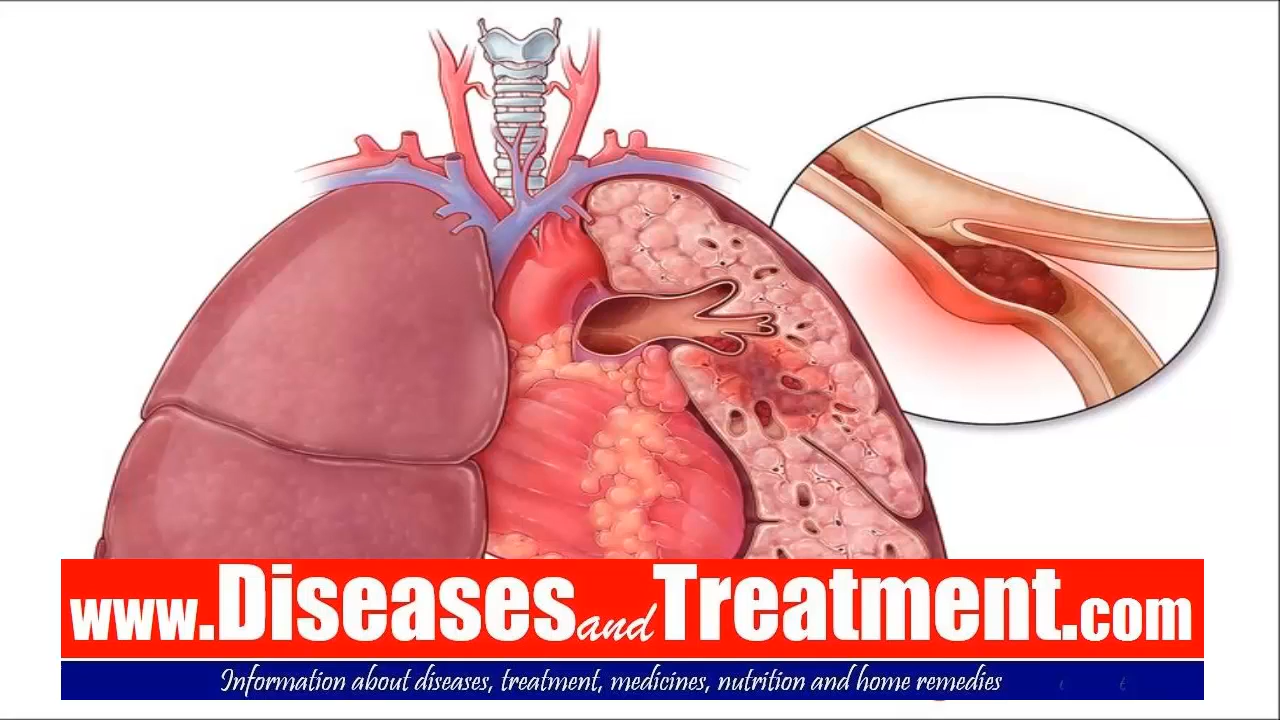 www.DiseasesandTreatment.com
Information about diseases, treatment, medicines, nutrition and home remedies